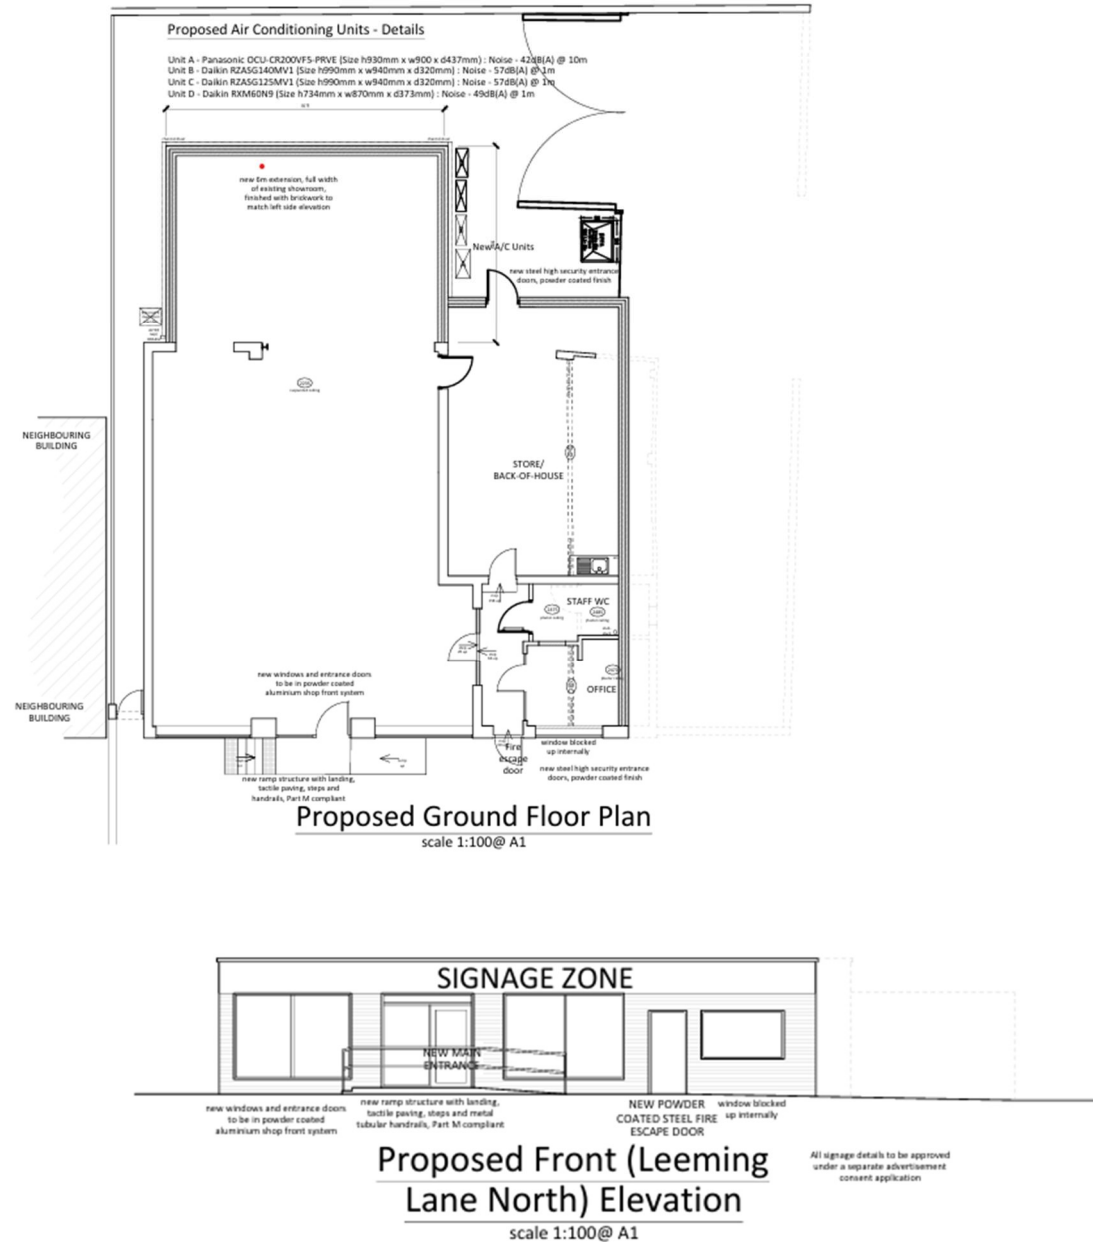 Proposed Air Conditioning Units - Details
Unit A - Panasonic OCU-CR200VF5-PRVE (Size h930mm x w900 x d437mm) : Noise - 42dB(A) @ 10m
Unit B - Daikin RZASG140MV1 (Size h990mm x w940mm x d320mm) : Noise - 57dB(A) @ 1m
Unit C - Daikin RZASG125MV1 (Size h990mm x w940mm x d320mm) : Noise - 57dB(A) @ 1m
Unit D - Daikin RXM60N9 (Size h734mm x w870mm x d373mm) : Noise - 49dB(A) @ 1m
new 6m extension, full width
of existing showroom,
finished with brickwork to
match left side elevation
New A/C Units
new steel high security entrance
doors, powder coated finish
NEIGHBOURING
BUILDING
STORE/
BACK-OF-HOUSE
STAFF WC
OFFICE
NEIGHBOURING
BUILDING
new windows and entrance doors
to be in powder coated
aluminium shop front system
Fire
escape
door
window blocked
up internally
new steel high security entrance
doors, powder coated finish
new ramp structure with landing,
tactile paving, steps and
handrails, Part M compliant
Proposed Ground Floor Plan
scale 1:100@ A1
SIGNAGE ZONE
NEW MAIN
ENTRANCE
new windows and entrance doors
to be in powder coated
aluminium shop front system
new ramp structure with landing,
tactile paving, steps and metal
tubular handrails, Part M compliant
NEW POWDER
COATED STEEL FIRE
ESCAPE DOOR
window blocked
up internally
Proposed Front (Leeming
Lane North) Elevation
scale 1:100@ A1
All signage details to be approved
under a separate advertisement
consent application